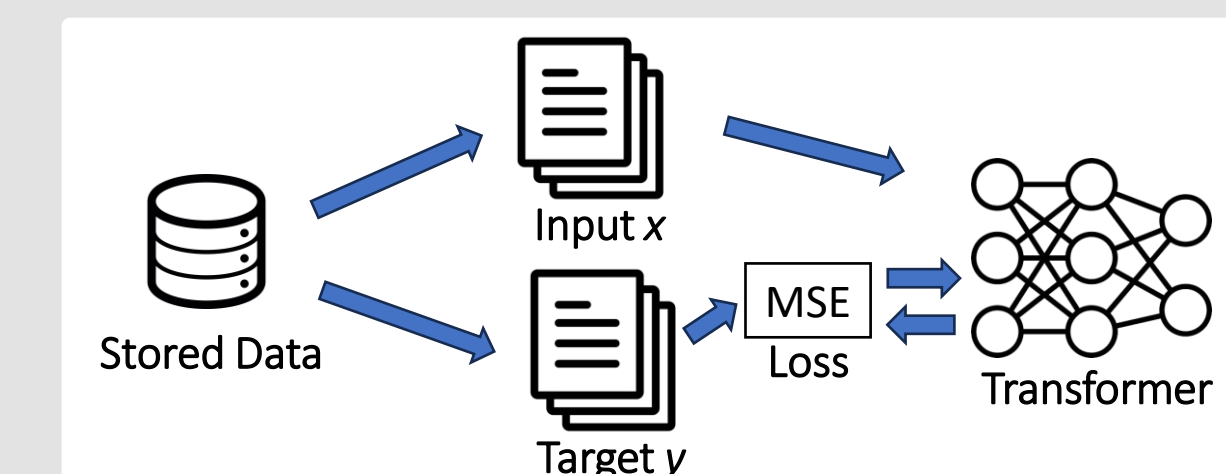 Input x
MSE
Loss
Stored Data
Transformer
Target y